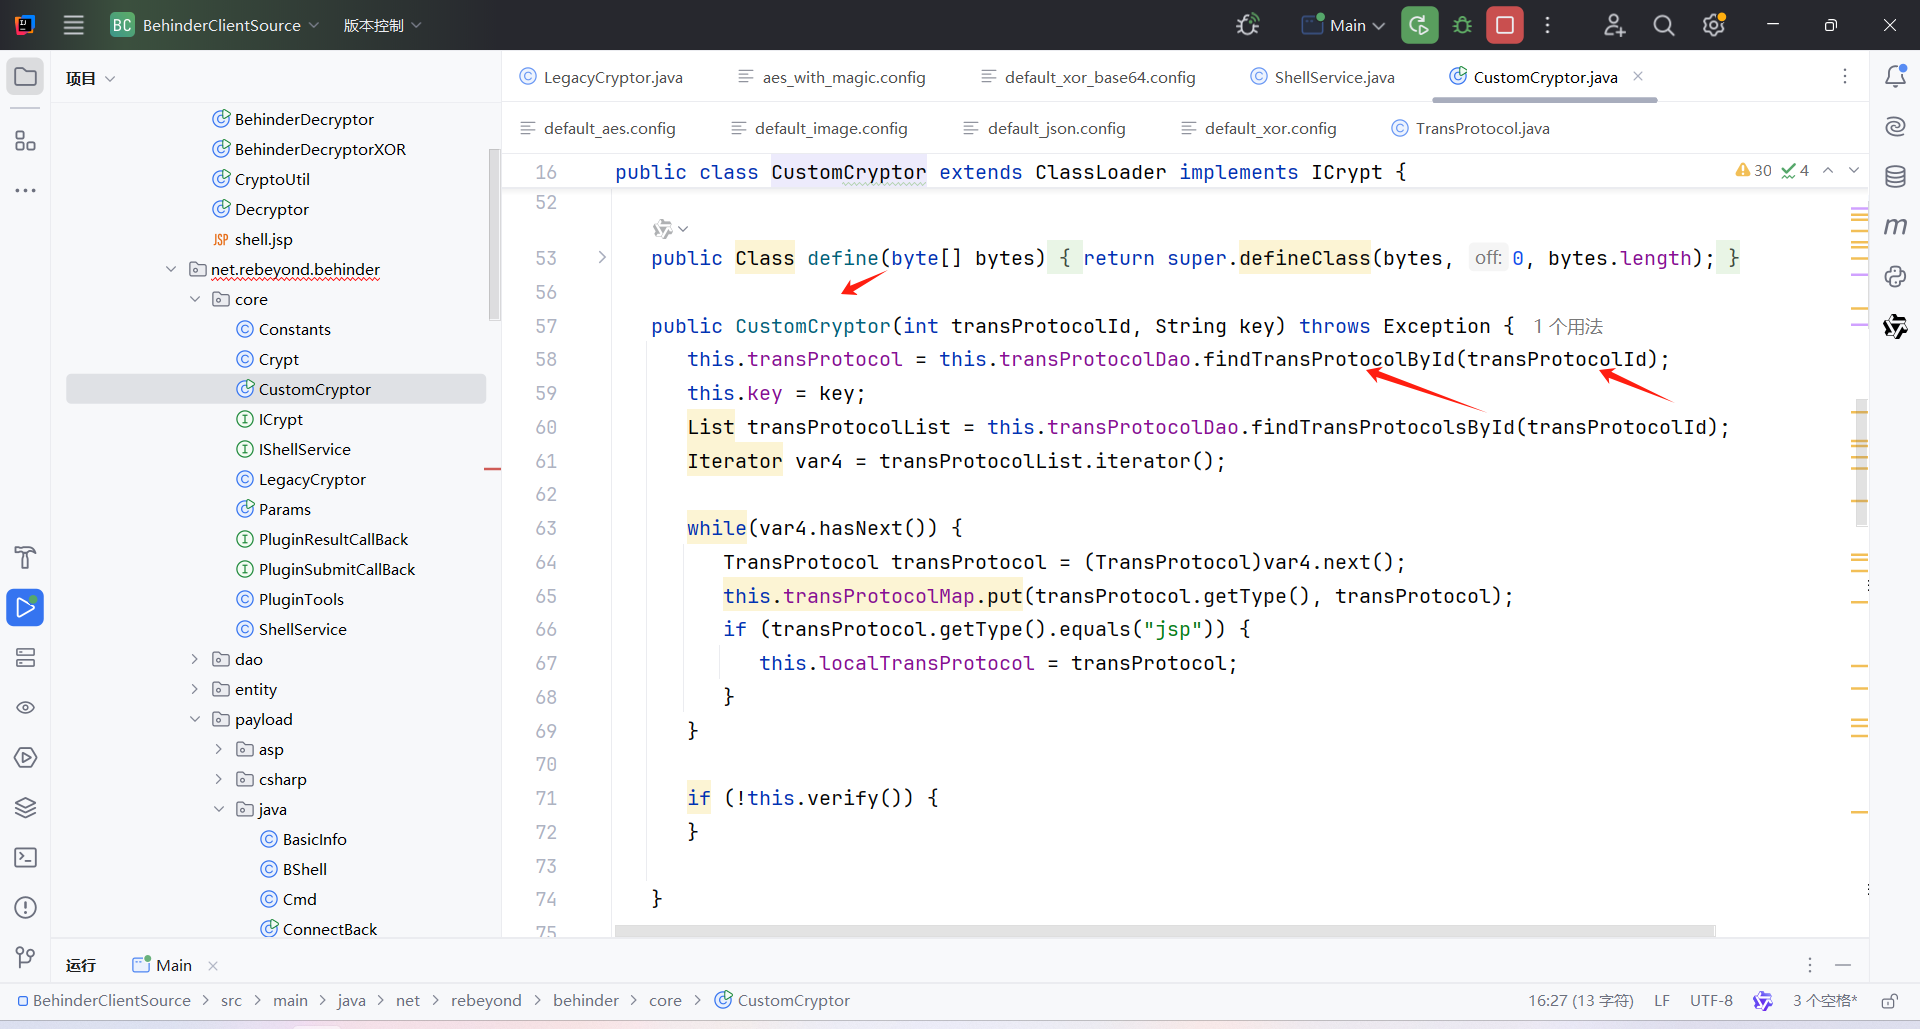 BC BehinderClientSource 版本控制 Main
项目
LegacyCryptor.java aes_with_magic.config default_xor_base64.config ShellService.java CustomCryptor.java
default_aes.config default_image.config default_json.config default_xor.config TransProtocol.java
BehinderDecryptor
BehinderDecryptorXOR
CryptoUtil
Decryptor
JSP shell.jsp
net.rebeyond.behinder
core
Constants
Crypt
CustomCryptor
ICrypt
IShellService
LegacyCryptor
Params
PluginResultCallBack
PluginSubmitCallBack
PluginTools
ShellService
dao
entity
payload
asp
csharp
java
BasicInfo
BShell
Cmd
ConnectBack
16 public class CustomCryptor extends ClassLoader implements ICrypt { 30 4
52
53 public Class define(byte[] bytes) { return super.defineClass(bytes, off: 0, bytes.length); }
56
57 public CustomCryptor(int transProtocolId, String key) throws Exception { 1 个用法
58 this.transProtocol = this.transProtocolDao.findTransProtocolById(transProtocolId);
59 this.key = key;
60 List transProtocolList = this.transProtocolDao.findTransProtocolsById(transProtocolId);
61 Iterator var4 = transProtocolList.iterator();
62
63 while(var4.hasNext()) {
64 TransProtocol transProtocol = (TransProtocol)var4.next();
65 this.transProtocolMap.put(transProtocol.getType(), transProtocol);
66 if (transProtocol.getType().equals("jsp")) {
67 this.localTransProtocol = transProtocol;
68 }
69 }
70
71 if (!this.verify()) {
72 }
73
74 }
75
m
运行 Main
BehinderClientSource > src > main > java > net > rebeyond > behinder > core > CustomCryptor 16:27 (13 字符) LF UTF-8 3 个空格*